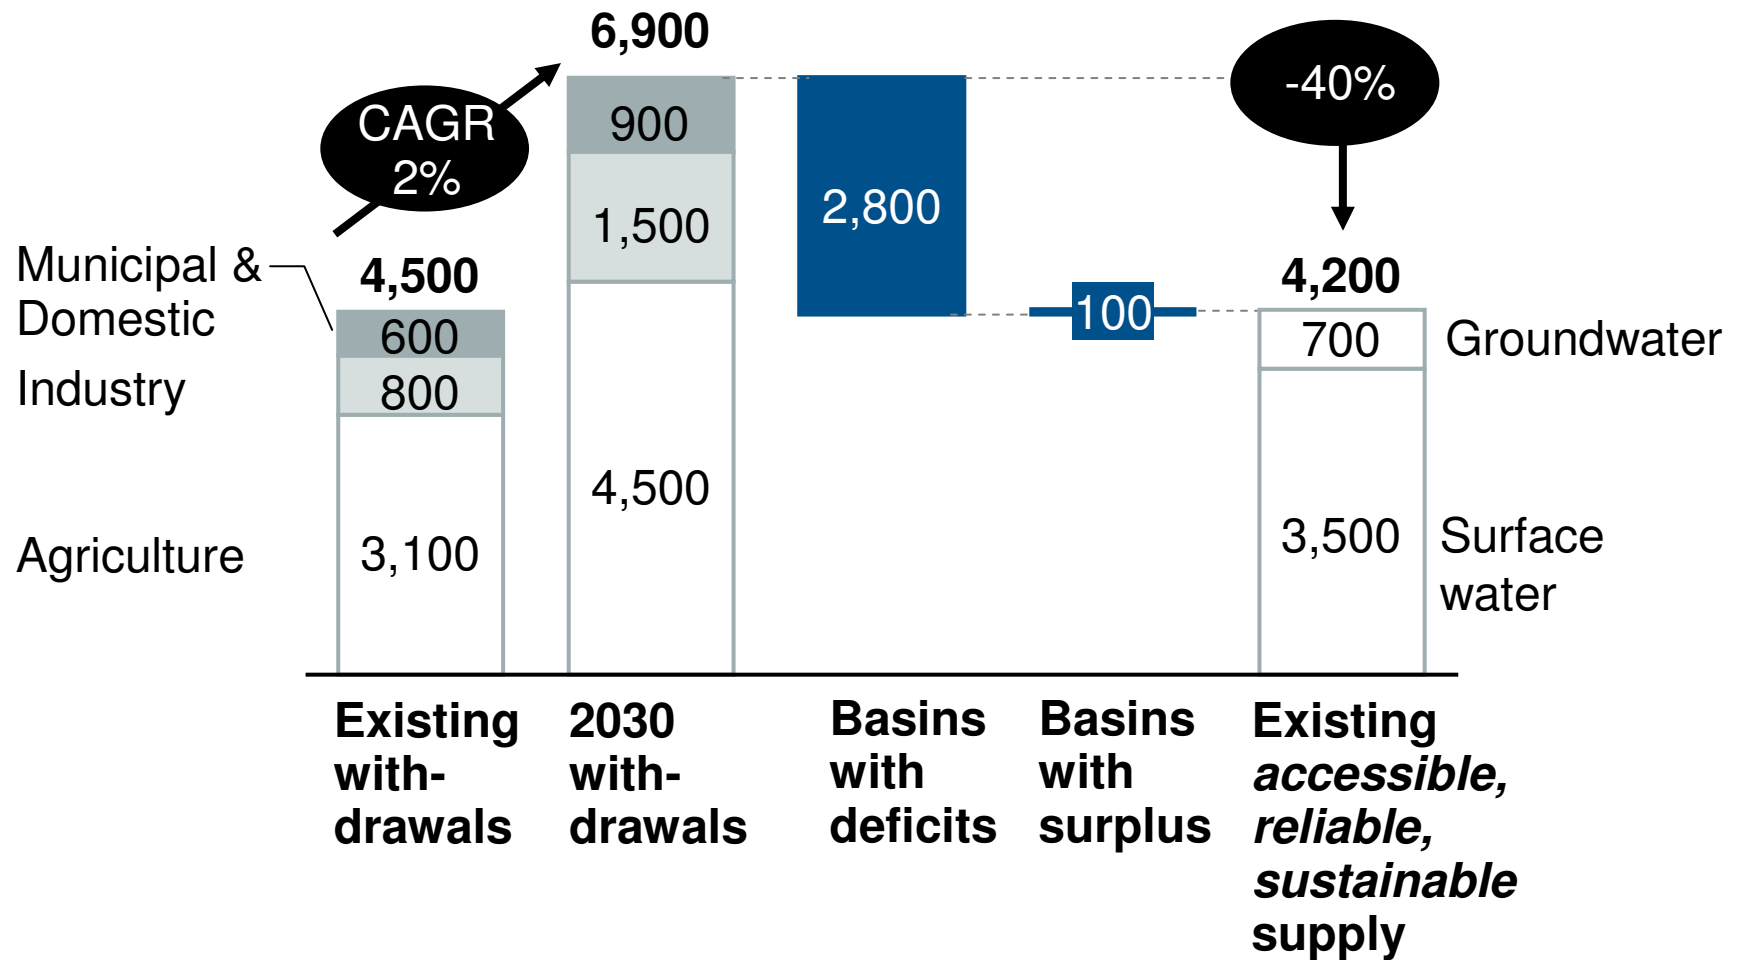 6,900
-40%
CAGR
2%
900
1,500
2,800
Municipal &
Domestic
4,500
600
Industry
800
100
4,200
700
Groundwater
4,500
Agriculture
3,100
3,500
Surface
water
Existing
with-
drawals
2030
with-
drawals
Basins
with
deficits
Basins
with
surplus
Existing
accessible,
reliable,
sustainable
supply